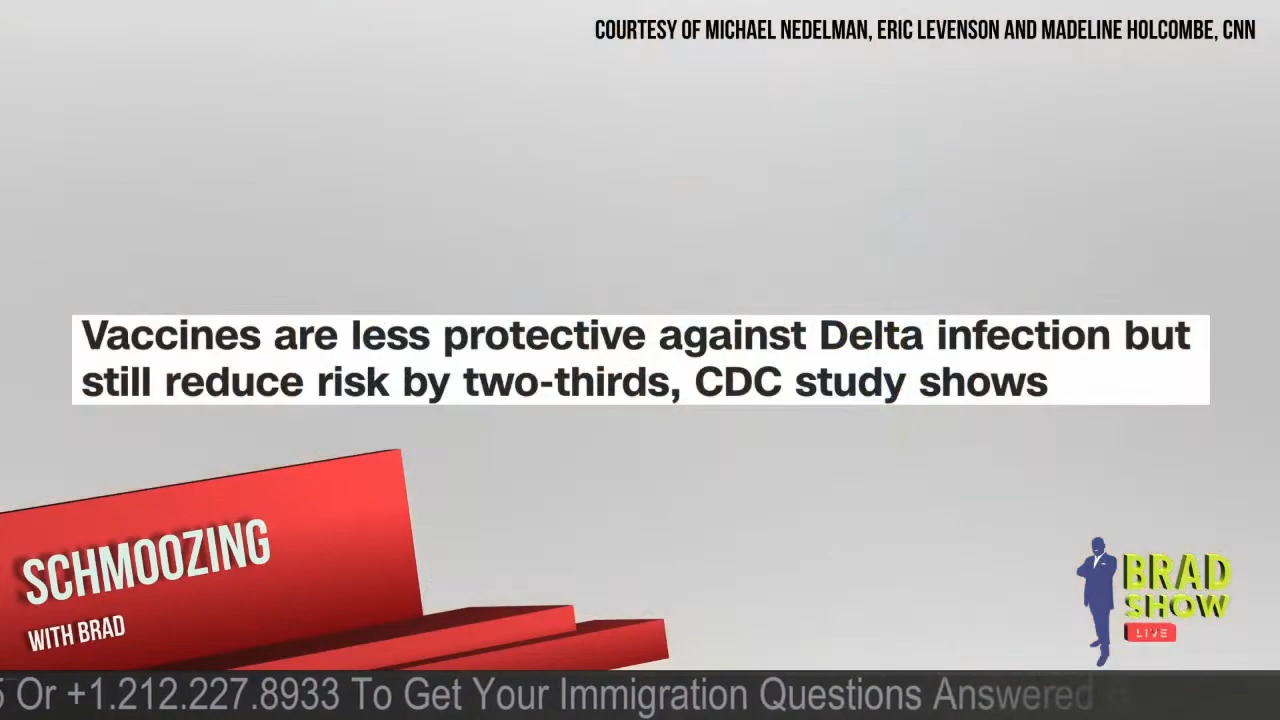 COURTESY OF MICHAEL NEDELMAN, ERIC LEVENSON AND MADELINE HOLCOMBE, CNN
Vaccines are less protective against Delta infection but
still reduce risk by two-thirds, CDC study shows
SCHMOOZING
WITH BRAD
BRAD
SHOW
LIVE
Or +1.212.227.8933 To Get Your Immigration Questions Answered